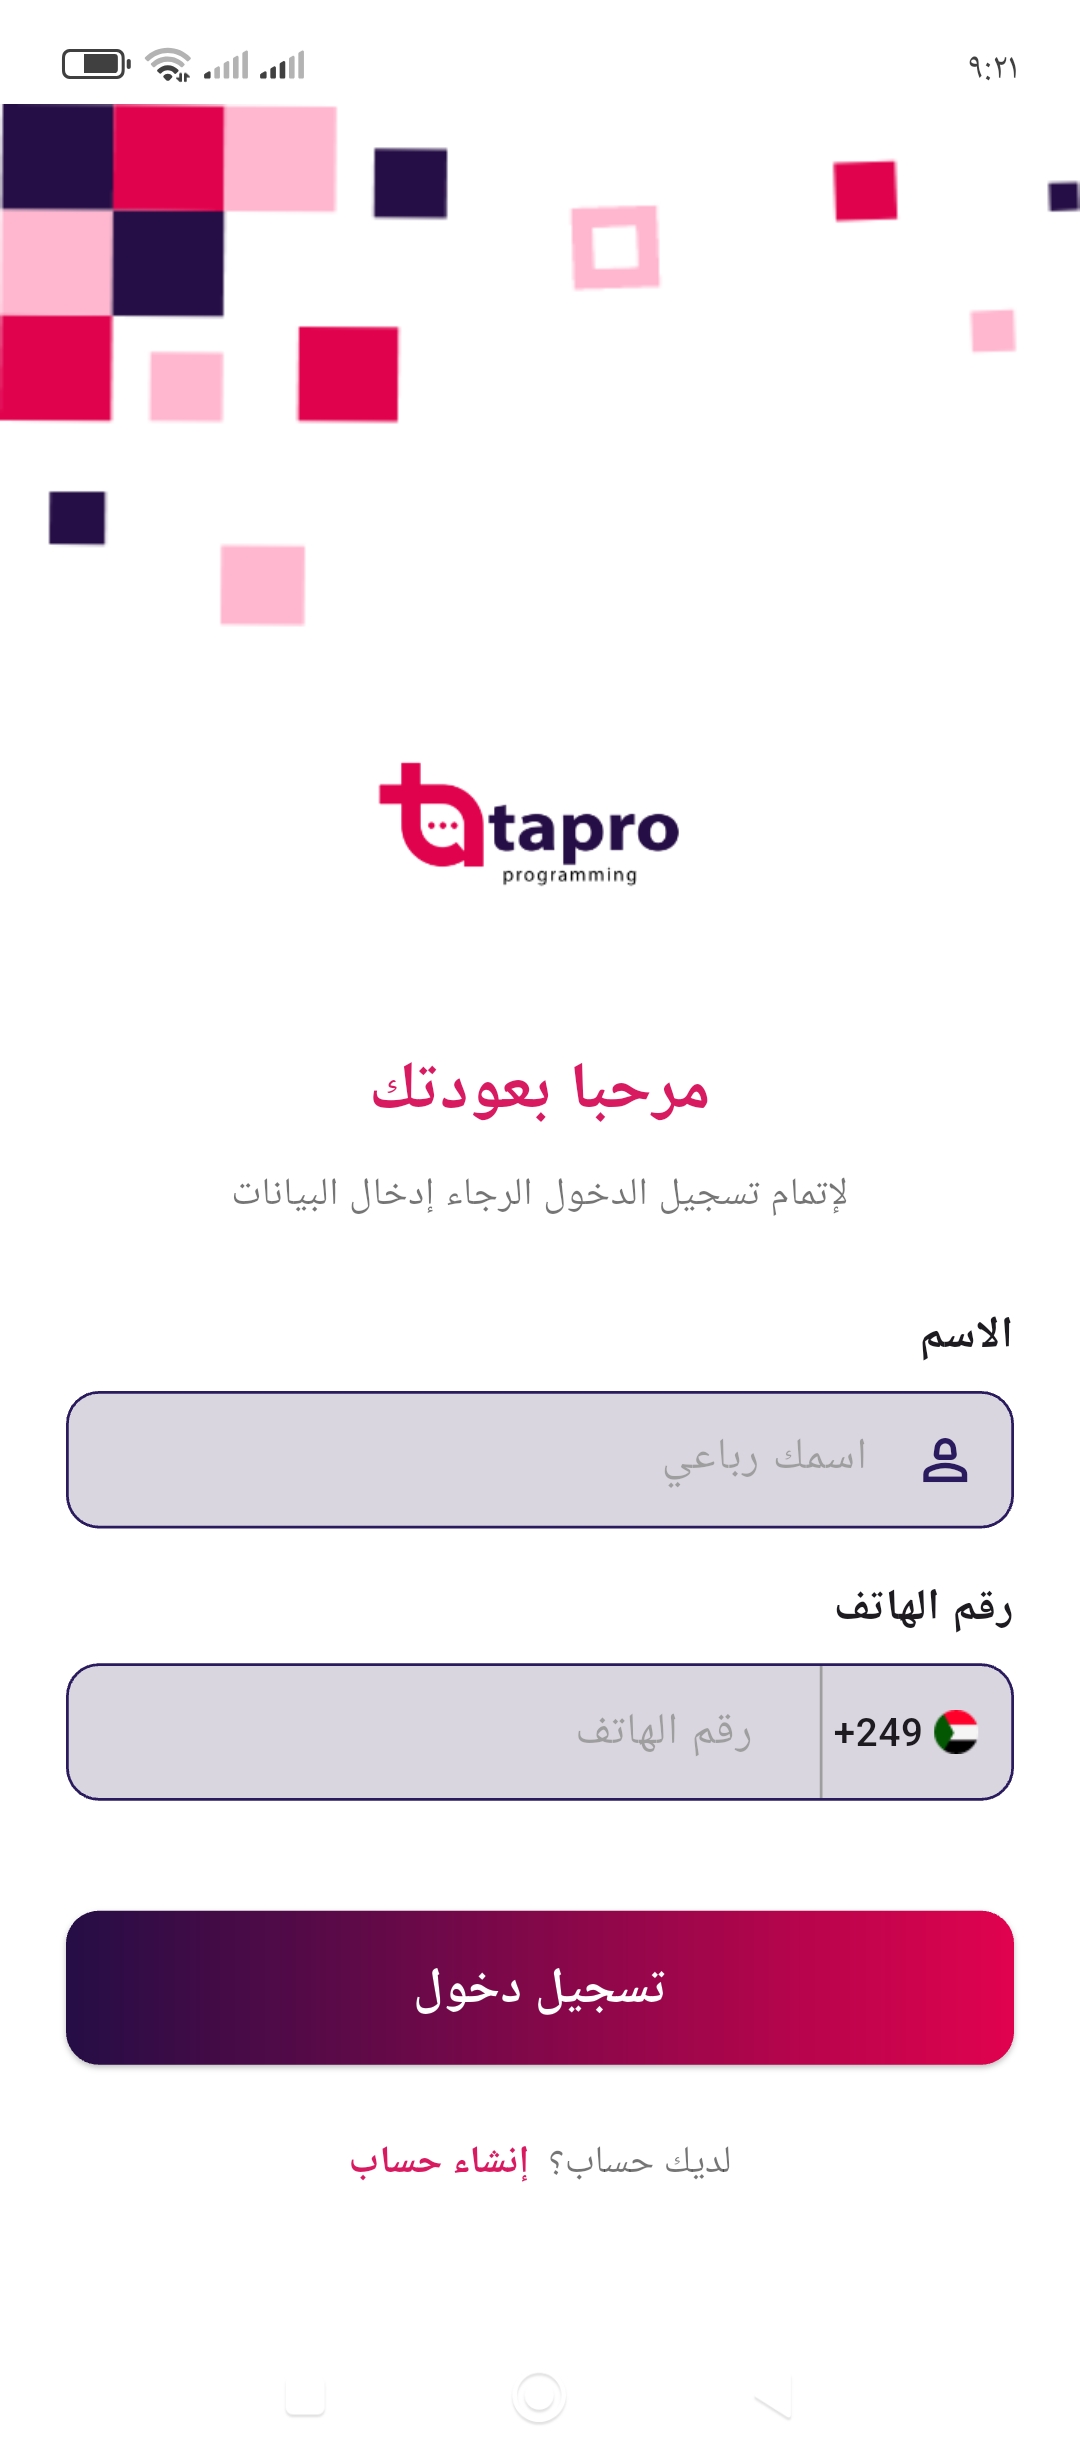 ٩:٢١
tapro
programming
مرحبا بعودتك
لإتمام تسجيل الدخول الرجاء إدخال البيانات
الاسم
اسمك رباعي
رقم الهاتف
+249 رقم الهاتف
تسجيل دخول
لديك حساب؟ إنشاء حساب